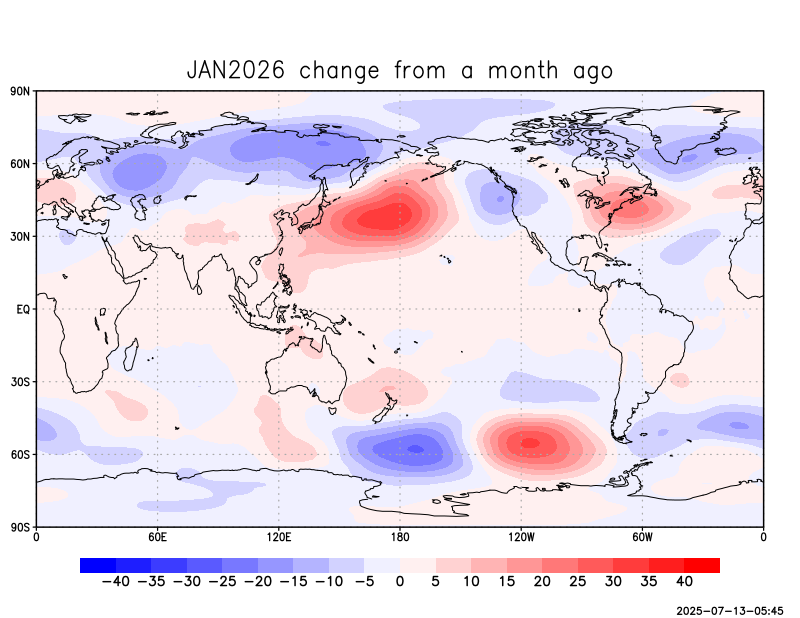 JAN2026 change from a month ago
90N
60N
30N
EQ
30S
60S
90S
0 60E 120E 180 120W 60W 0
−40 −35 −30 −25 −20 −15 −10 −5 0 5 10 15 20 25 30 35 40
2025-07-13-05:45